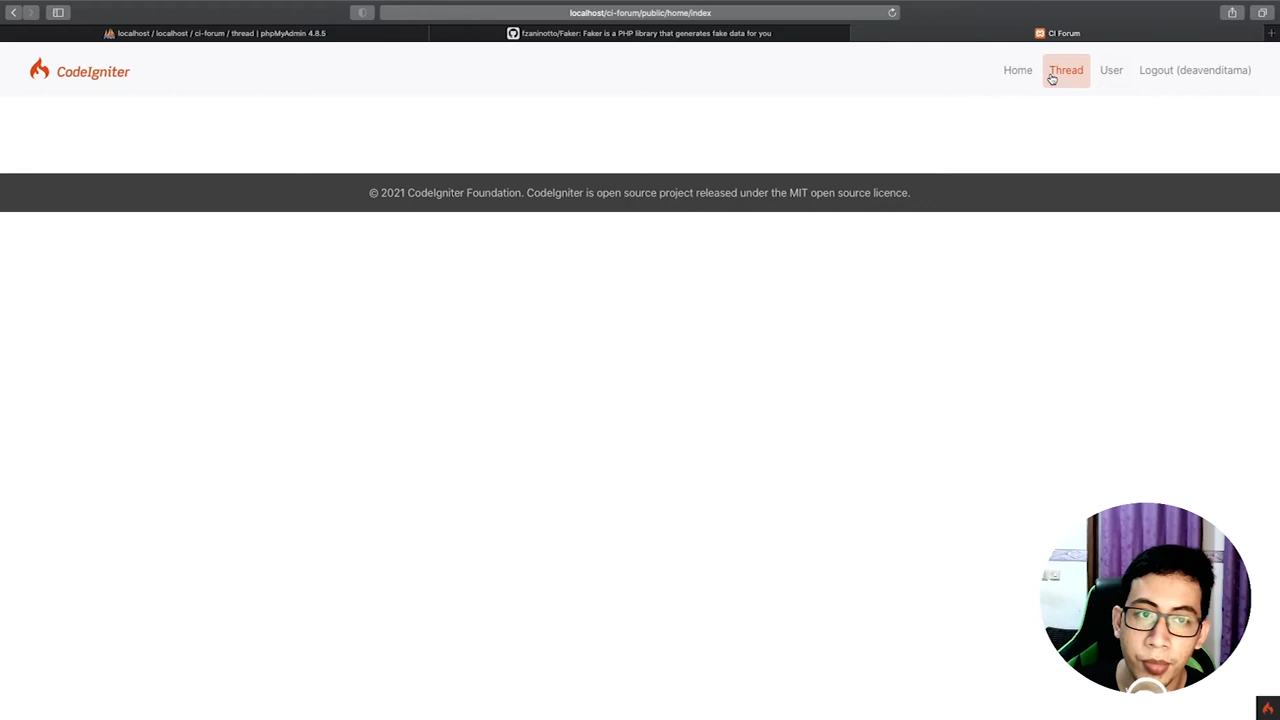 localhost/ci-forum/public/home/index
localhost / localhost / ci-forum / thread | phpMyAdmin 4.8.5
fzaninotto/Faker: Faker is a PHP library that generates fake data for you
CI Forum
CodeIgniter
Home
Thread
User
Logout (deavenditama)
© 2021 CodeIgniter Foundation. CodeIgniter is open source project released under the MIT open source licence.